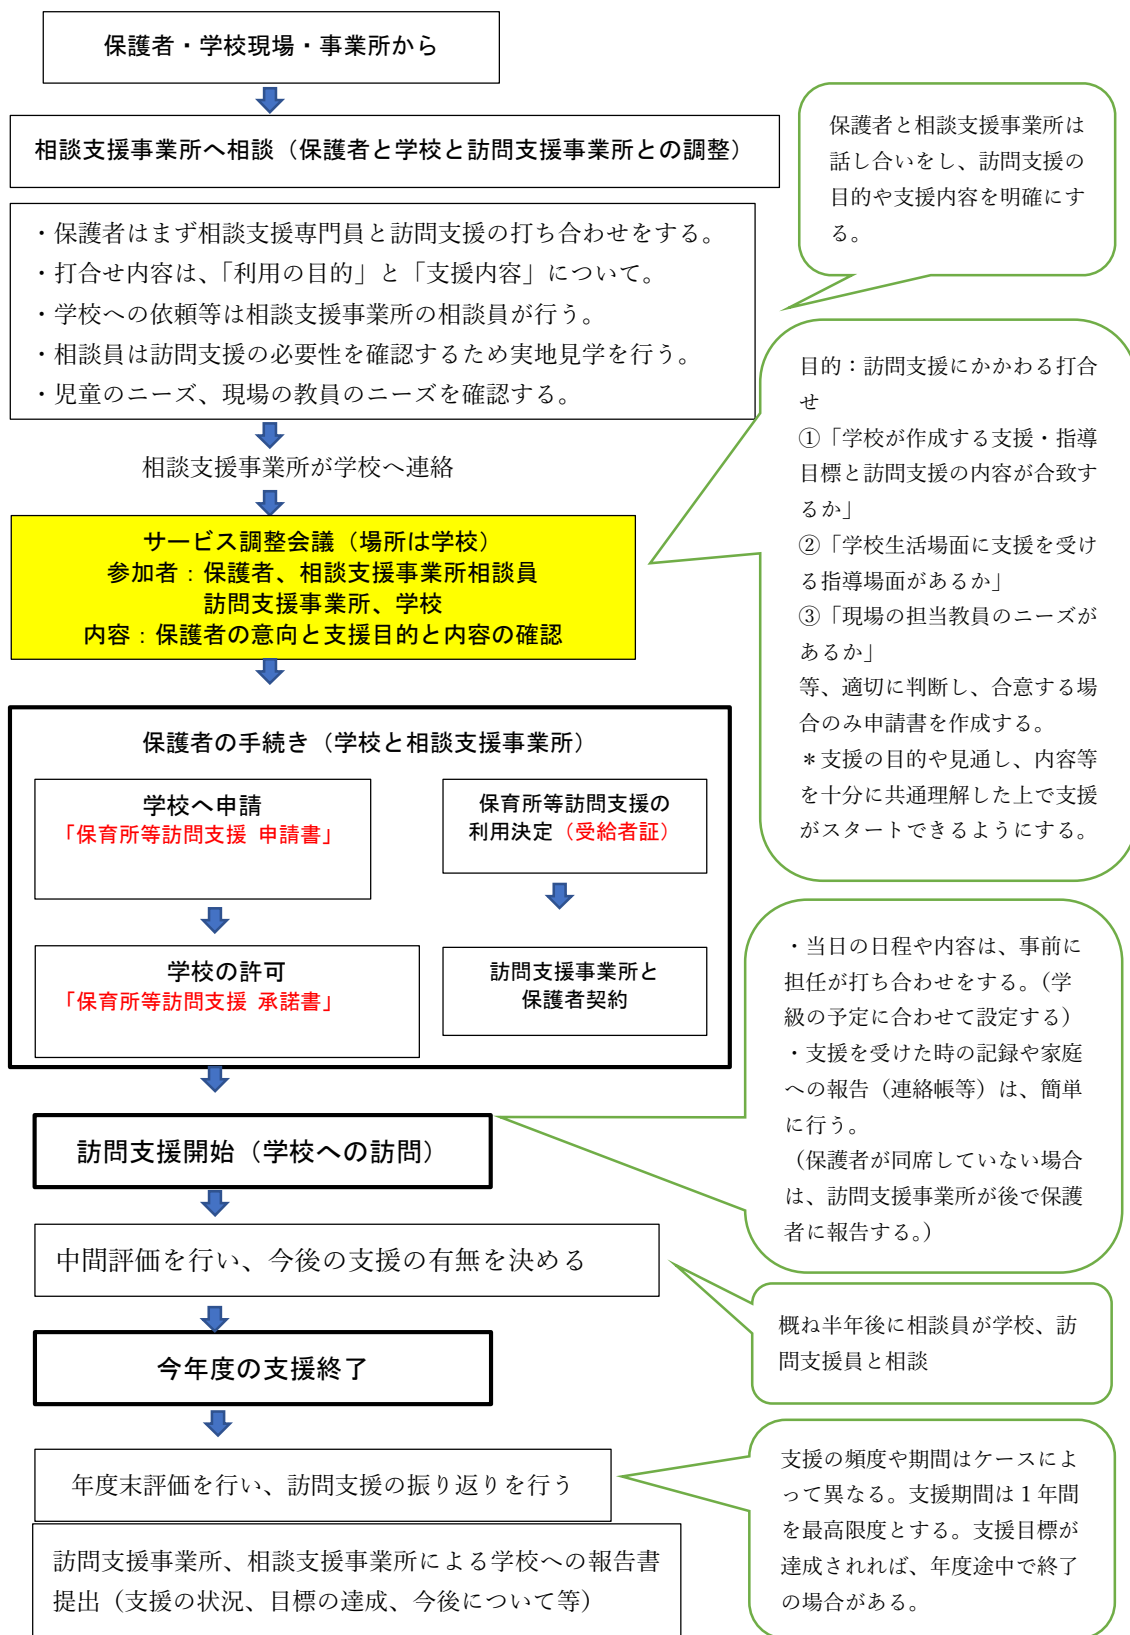 保護者・学校現場・事業所から
相談支援事業所へ相談（保護者と学校と訪問支援事業所との調整）
保護者と相談支援事業所は
話し合いをし、訪問支援の
目的や支援内容を明確にす
る。
・保護者はまず相談支援専門員と訪問支援の打ち合わせをする。
・打合せ内容は、「利用の目的」と「支援内容」について。
・学校への依頼等は相談支援事業所の相談員が行う。
・相談員は訪問支援の必要性を確認するため実地見学を行う。
・児童のニーズ、現場の教員のニーズを確認する。
相談支援事業所が学校へ連絡
サービス調整会議（場所は学校）
参加者：保護者、相談支援事業所相談員
訪問支援事業所、学校
内容：保護者の意向と支援目的と内容の確認
目的：訪問支援にかかわる打合
せ
①「学校が作成する支援・指導
目標と訪問支援の内容が合致す
るか」
②「学校生活場面に支援を受け
る指導場面があるか」
③「現場の担当教員のニーズが
あるか」
等、適切に判断し、合意する場
合のみ申請書を作成する。
＊支援の目的や見通し、内容等
を十分に共通理解した上で支援
がスタートできるようにする。
保護者の手続き（学校と相談支援事業所）
学校へ申請
「保育所等訪問支援 申請書」
保育所等訪問支援の
利用決定（受給者証）
学校の許可
「保育所等訪問支援 承諾書」
訪問支援事業所と
保護者契約
・当日の日程や内容は、事前に
担任が打ち合わせをする。（学
級の予定に合わせて設定する）
・支援を受けた時の記録や家庭
への報告（連絡帳等）は、簡単
に行う。
（保護者が同席していない場合
は、訪問支援事業所が後で保護
者に報告する。）
訪問支援開始（学校への訪問）
中間評価を行い、今後の支援の有無を決める
概ね半年後に相談員が学校、訪
問支援員と相談
今年度の支援終了
年度末評価を行い、訪問支援の振り返りを行う
支援の頻度や期間はケースによ
って異なる。支援期間は１年間
を最高限度とする。支援目標が
達成されれば、年度途中で終了
の場合がある。
訪問支援事業所、相談支援事業所による学校への報告書
提出（支援の状況、目標の達成、今後について等）